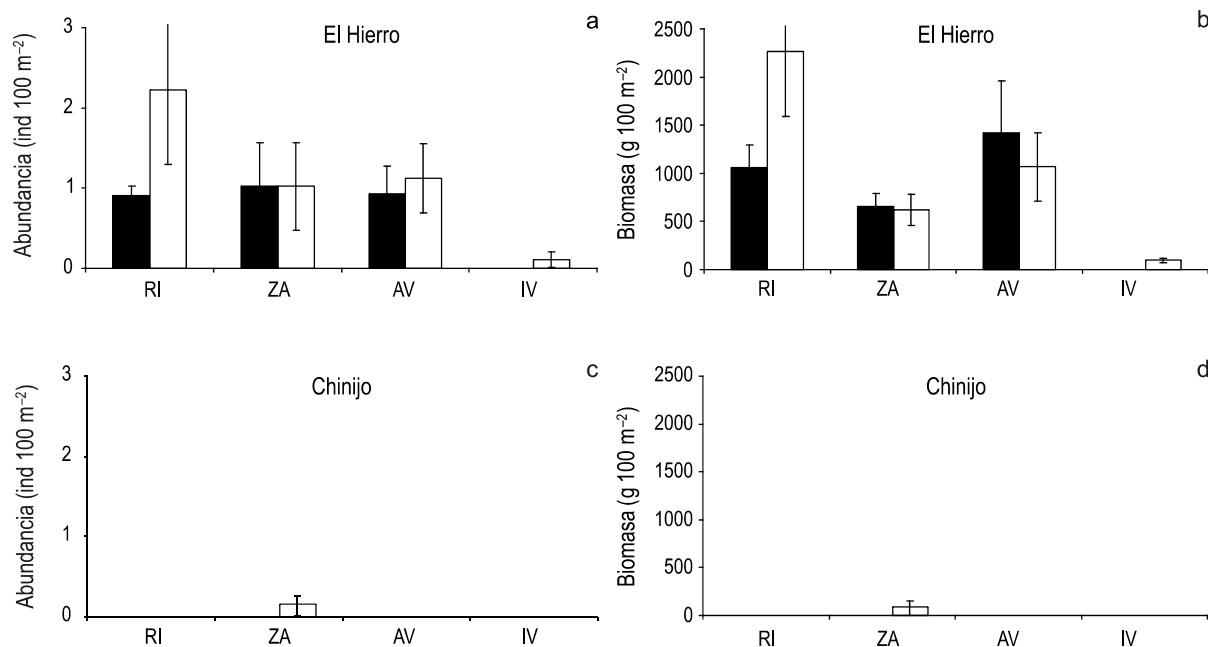 a
El Hierro
Abundancia (ind 100 m⁻²)
3
2
1
0
RI ZA AV IV
b
El Hierro
Biomasa (g 100 m⁻²)
2500
2000
1500
1000
500
0
RI ZA AV IV
c
Chinijo
Abundancia (ind 100 m⁻²)
3
2
1
0
RI ZA AV IV
d
Chinijo
Biomasa (g 100 m⁻²)
2500
2000
1500
1000
500
0
RI ZA AV IV